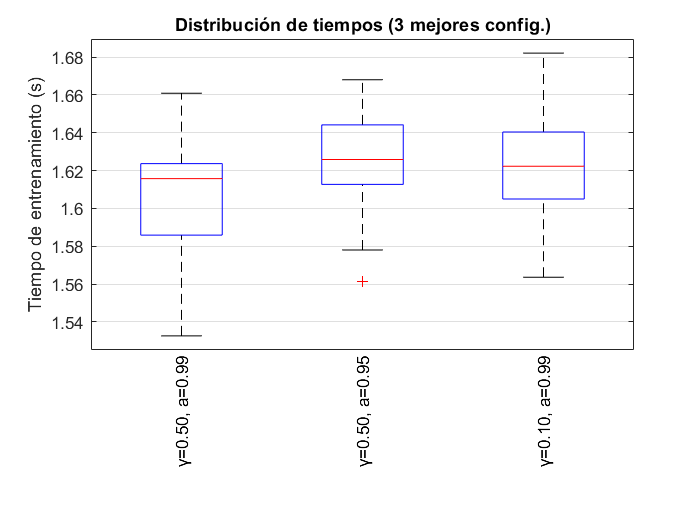 Distribución de tiempos (3 mejores config.)
Tiempo de entrenamiento (s)
1.68
1.66
1.64
1.62
1.6
1.58
1.56
1.54
γ=0.50, a=0.99
γ=0.50, a=0.95
γ=0.10, a=0.99